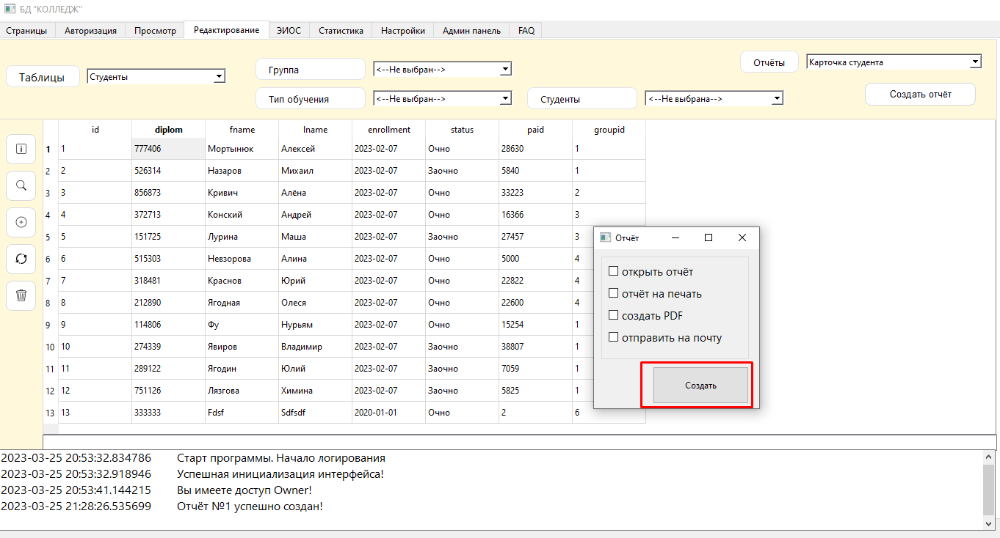 БД "КОЛЛЕДЖ"
Страницы Авторизация Просмотр Редактирование ЭИОС Статистика Настройки Админ панель FAQ
Таблицы Студенты Группа <--Не выбран--> Отчёты Карточка студента
Тип обучения <--Не выбран--> Студенты <--Не выбрана--> Создать отчёт
id diplom fname lname enrollment status paid groupid
1 1 777406 Мортынюк Алексей 2023-02-07 Очно 28630 1
2 2 526314 Назаров Михаил 2023-02-07 Заочно 5840 1
3 3 856873 Кривич Алёна 2023-02-07 Очно 33223 2
4 4 372713 Конский Андрей 2023-02-07 Очно 16366 3
5 5 151725 Лурина Маша 2023-02-07 Заочно 27457 3
6 6 515303 Невзорова Алина 2023-02-07 Очно 5000 4
7 7 318481 Краснов Юрий 2023-02-07 Очно 22822 4
8 8 212890 Ягодная Олеся 2023-02-07 Очно 22600 4
9 9 114806 Фу Нурьям 2023-02-07 Очно 15254 1
10 10 274339 Явиров Владимир 2023-02-07 Заочно 38807 1
11 11 289122 Ягодин Юлий 2023-02-07 Заочно 7059 1
12 12 751126 Лязгова Химина 2023-02-07 Заочно 5825 1
13 13 333333 Fdsf Sdfsdf 2020-01-01 Очно 2 6
Отчёт
открыть отчёт
отчёт на печать
создать PDF
отправить на почту
Создать
2023-03-25 20:53:32.834786 Старт программы. Начало логирования
2023-03-25 20:53:32.918946 Успешная инициализация интерфейса!
2023-03-25 20:53:41.144215 Вы имеете доступ Owner!
2023-03-25 21:28:26.535699 Отчёт №1 успешно создан!